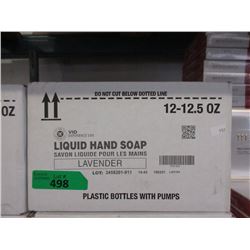 DO NOT CUT BELOW DOTTED LINE
12-12.5 OZ
VIO
LIQUID HAND SOAP
SAVON LIQUIDE POUR LES MAINS
LAVENDER
Lot #
498
PLASTIC BOTTLES WITH PUMPS